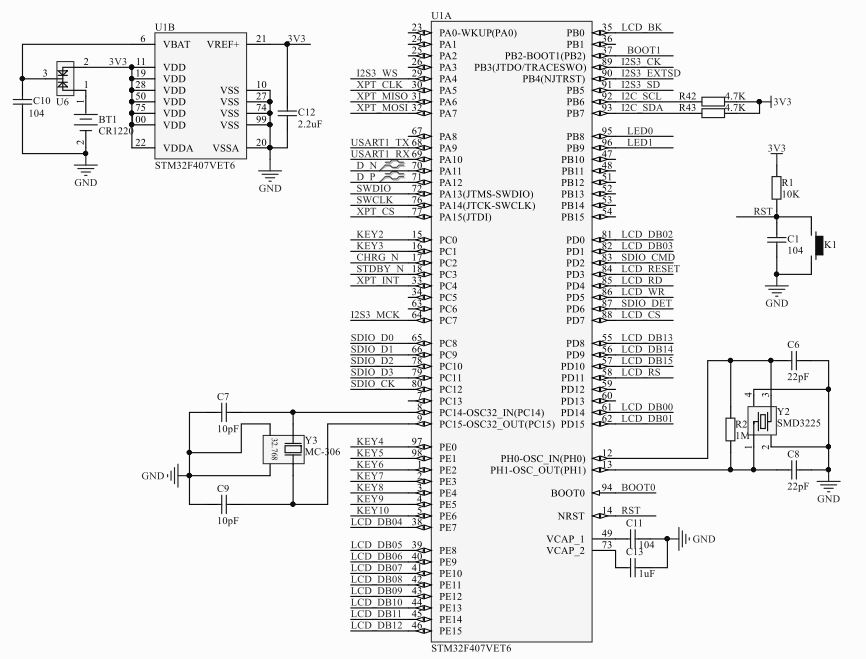 U1B
6 VBAT VREF+ 21 3V3
2 3V3 11 VDD
3 19 VDD
U6 28 VDD VSS 10
1 50 VDD VSS 27
C10 75 VDD VSS 74 C12
104 BT1 00 VDD VSS 99 2.2uF
CR1220
2 22 VDDA VSSA 20
GND STM32F407VET6 GND
U1A
23 PA0-WKUP(PA0) PB0 35 LCD_BK
24 PA1 PB1 36
25 PA2 PB2-BOOT1(PB2) 37 BOOT1
26 PA3 PB3(JTDO/TRACESWO) 89 I2S3_CK
I2S3_WS 29 PA4 PB4(NJTRST) 90 I2S3_EXTSD
XPT_CLK 30 PA5 PB5 91 I2S3_SD
XPT_MISO 31 PA6 PB6 92 I2C_SCL R42 4.7K
XPT_MOSI 32 PA7 PB7 93 I2C_SDA R43 4.7K 3V3
67 PA8 PB8 95 LED0
USART1_TX 68 PA9 PB9 96 LED1
USART1_RX 69 PA10 PB10 47
D_N 70 PA11 PB11 48
D_P 71 PA12 PB12 51
SWDIO 72 PA13(JTMS-SWDIO) PB13 52
SWCLK 76 PA14(JTCK-SWCLK) PB14 53
XPT_CS 77 PA15(JTDI) PB15 54
3V3
R1
10K
RST
C1
104
K1
GND
KEY2 15 PC0 PD0 81 LCD_DB02
KEY3 16 PC1 PD1 82 LCD_DB03
CHRG_N 17 PC2 PD2 83 SDIO_CMD
STDBY_N 18 PC3 PD3 84 LCD_RESET
XPT_INT 33 PC4 PD4 85 LCD_RD
34 PC5 PD5 86 LCD_WR
63 PC6 PD6 87 SDIO_DET
I2S3_MCK 64 PC7 PD7 88 LCD_CS
SDIO_D0 65 PC8 PD8 55 LCD_DB13
SDIO_D1 66 PC9 PD9 56 LCD_DB14
SDIO_D2 78 PC10 PD10 57 LCD_DB15
SDIO_D3 79 PC11 PD11 58 LCD_RS
SDIO_CK 80 PC12 PD12 59
7 PC13 PD13 60
8 PC14-OSC32_IN(PC14) PD14 61 LCD_DB00
9 PC15-OSC32_OUT(PC15) PD15 62 LCD_DB01
C7
10pF
32.768
Y3
MC-306
GND
C9
10pF
C6
22pF
4 3
R2
1M
Y2
SMD3225
1 2
C8
22pF
GND
KEY4 97 PE0
KEY5 98 PE1 PH0-OSC_IN(PH0) 12
KEY6 1 PE2 PH1-OSC_OUT(PH1) 13
KEY7 2 PE3
KEY8 3 PE4 BOOT0 94 BOOT0
KEY9 4 PE5
KEY10 5 PE6 NRST 14 RST
LCD_DB04 38 PE7
VCAP_1 49 C11 104 GND
LCD_DB05 39 PE8 VCAP_2 73 C13 1uF
LCD_DB06 40 PE9
LCD_DB07 41 PE10
LCD_DB08 42 PE11
LCD_DB09 43 PE12
LCD_DB10 44 PE13
LCD_DB11 45 PE14
LCD_DB12 46 PE15
STM32F407VET6